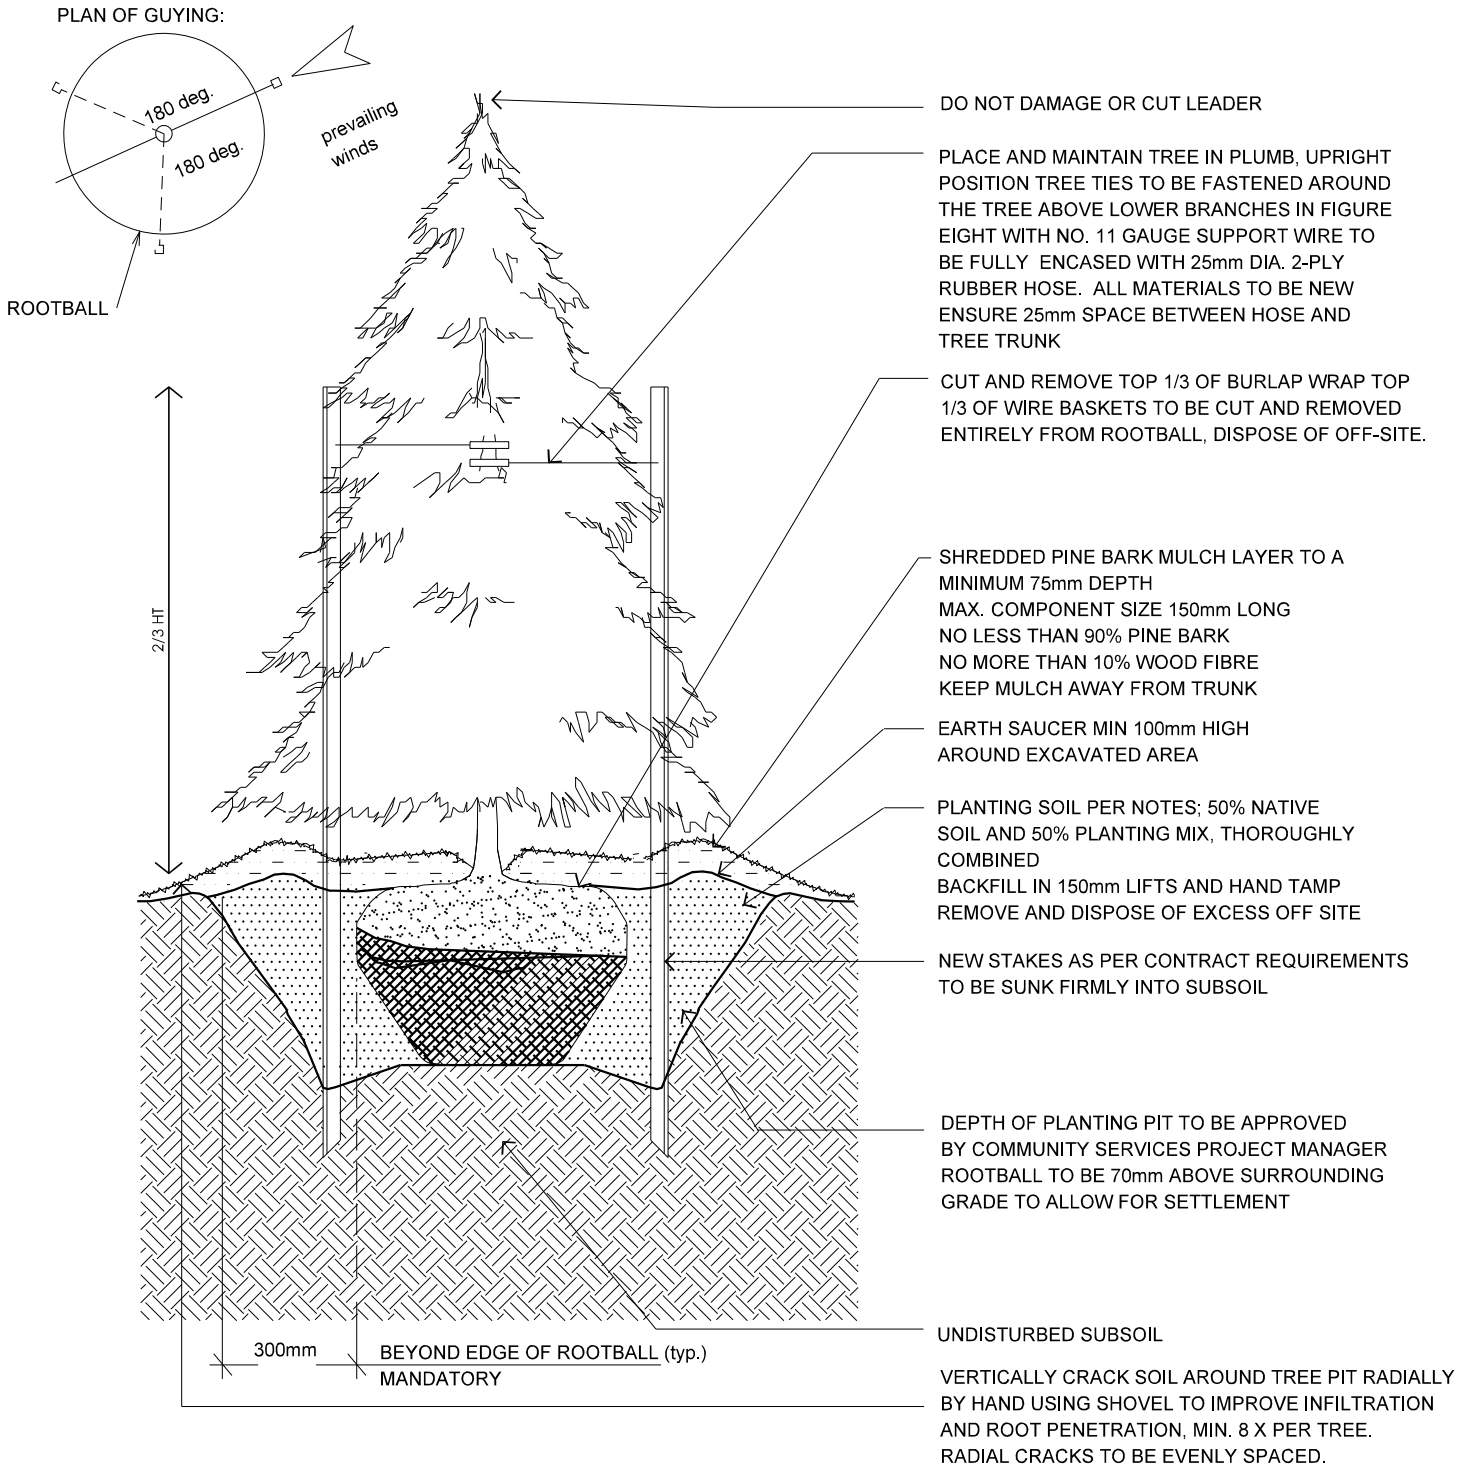 PLAN OF GUYING:
180 deg.
180 deg.
prevailing
winds
ROOTBALL
2/3 HT
DO NOT DAMAGE OR CUT LEADER
PLACE AND MAINTAIN TREE IN PLUMB, UPRIGHT
POSITION TREE TIES TO BE FASTENED AROUND
THE TREE ABOVE LOWER BRANCHES IN FIGURE
EIGHT WITH NO. 11 GAUGE SUPPORT WIRE TO
BE FULLY ENCASED WITH 25mm DIA. 2-PLY
RUBBER HOSE. ALL MATERIALS TO BE NEW
ENSURE 25mm SPACE BETWEEN HOSE AND
TREE TRUNK
CUT AND REMOVE TOP 1/3 OF BURLAP WRAP TOP
1/3 OF WIRE BASKETS TO BE CUT AND REMOVED
ENTIRELY FROM ROOTBALL, DISPOSE OF OFF-SITE.
SHREDDED PINE BARK MULCH LAYER TO A
MINIMUM 75mm DEPTH
MAX. COMPONENT SIZE 150mm LONG
NO LESS THAN 90% PINE BARK
NO MORE THAN 10% WOOD FIBRE
KEEP MULCH AWAY FROM TRUNK
EARTH SAUCER MIN 100mm HIGH
AROUND EXCAVATED AREA
PLANTING SOIL PER NOTES; 50% NATIVE
SOIL AND 50% PLANTING MIX, THOROUGHLY
COMBINED
BACKFILL IN 150mm LIFTS AND HAND TAMP
REMOVE AND DISPOSE OF EXCESS OFF SITE
NEW STAKES AS PER CONTRACT REQUIREMENTS
TO BE SUNK FIRMLY INTO SUBSOIL
DEPTH OF PLANTING PIT TO BE APPROVED
BY COMMUNITY SERVICES PROJECT MANAGER
ROOTBALL TO BE 70mm ABOVE SURROUNDING
GRADE TO ALLOW FOR SETTLEMENT
UNDISTURBED SUBSOIL
300mm
BEYOND EDGE OF ROOTBALL (typ.)
MANDATORY
VERTICALLY CRACK SOIL AROUND TREE PIT RADIALLY
BY HAND USING SHOVEL TO IMPROVE INFILTRATION
AND ROOT PENETRATION, MIN. 8 X PER TREE.
RADIAL CRACKS TO BE EVENLY SPACED.